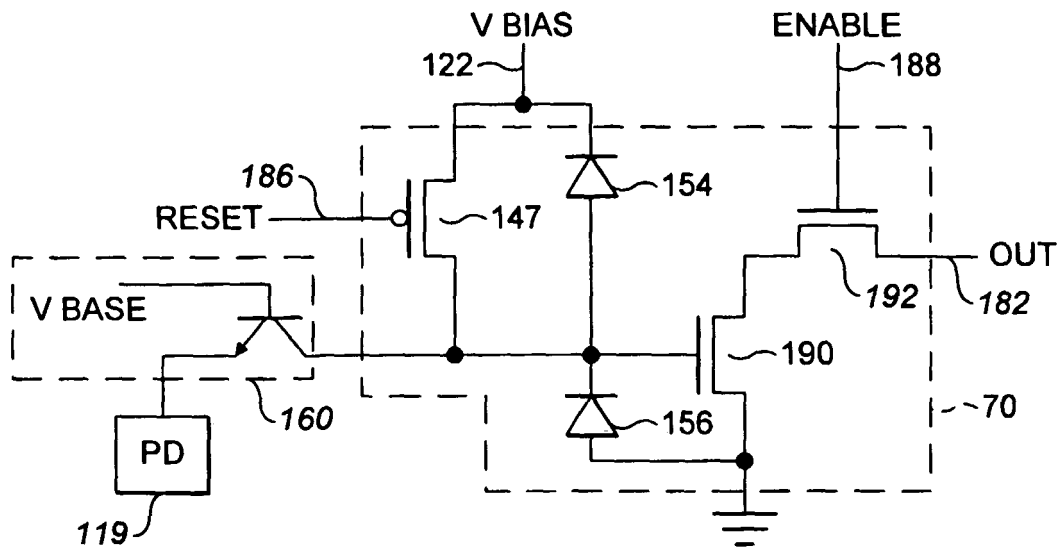 V BIAS
ENABLE
122
188
186
154
RESET
147
OUT
V BASE
192
182
190
160
156
70
PD
119